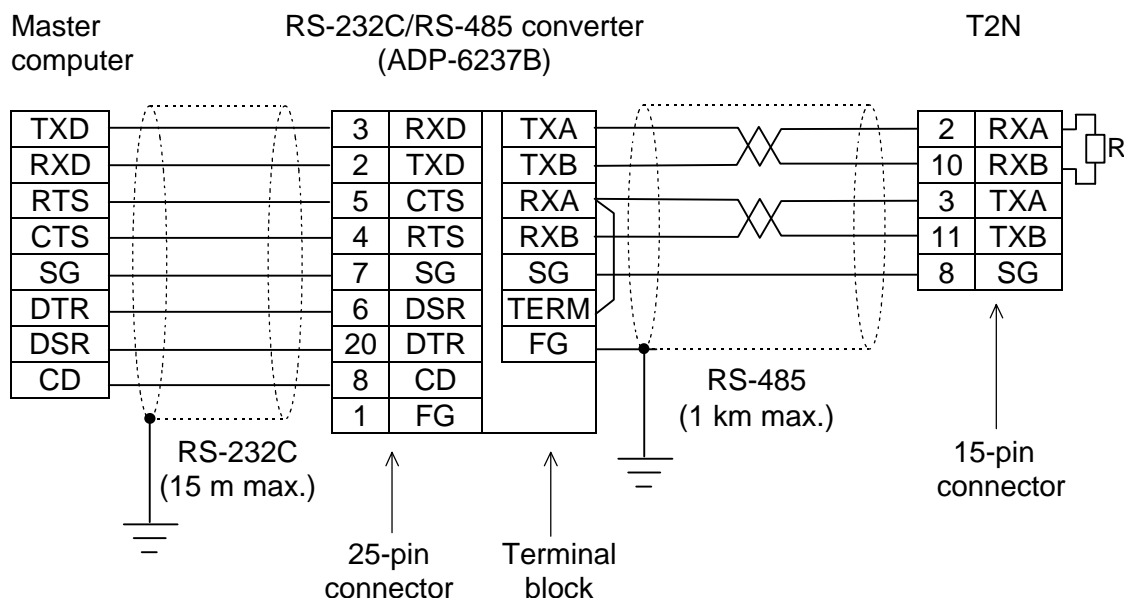 Master
computer
RS-232C/RS-485 converter
(ADP-6237B)
T2N
TXD
RXD
RTS
CTS
SG
DTR
DSR
CD
3 RXD
2 TXD
5 CTS
4 RTS
7 SG
6 DSR
20 DTR
8 CD
1 FG
TXA
TXB
RXA
RXB
SG
TERM
FG
2 RXA
10 RXB
3 TXA
11 TXB
8 SG
R
RS-232C
(15 m max.)
RS-485
(1 km max.)
25-pin
connector
Terminal
block
15-pin
connector